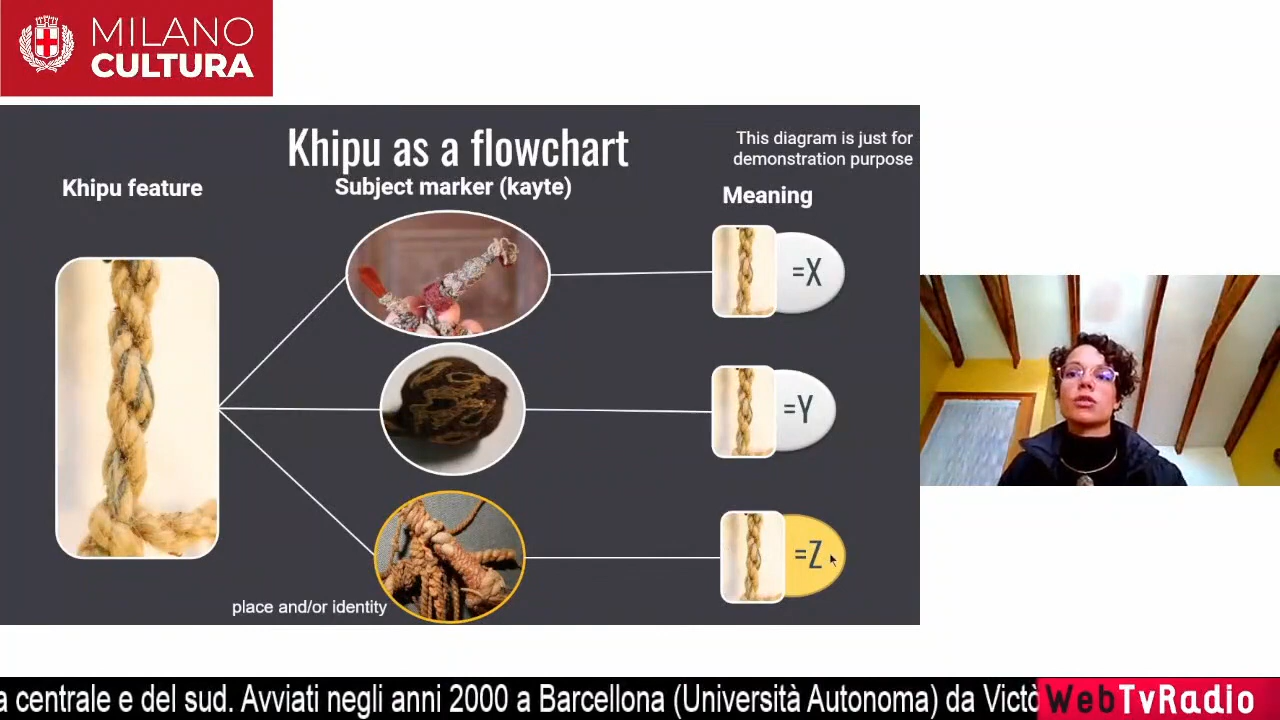 MILANO
CULTURA
Khipu as a flowchart
This diagram is just for
demonstration purpose
Khipu feature
Subject marker (kayte)
Meaning
=X
=Y
=Z
place and/or identity
a centrale e del sud. Avviati negli anni 2000 a Barcellona (Università Autonoma) da Victò
WebTvRadio